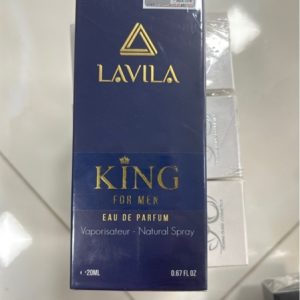 LAVILA
KING
FOR MEN
EAU DE PARFUM
Vaporisateur - Natural Spray
20ML 0.67 FL OZ